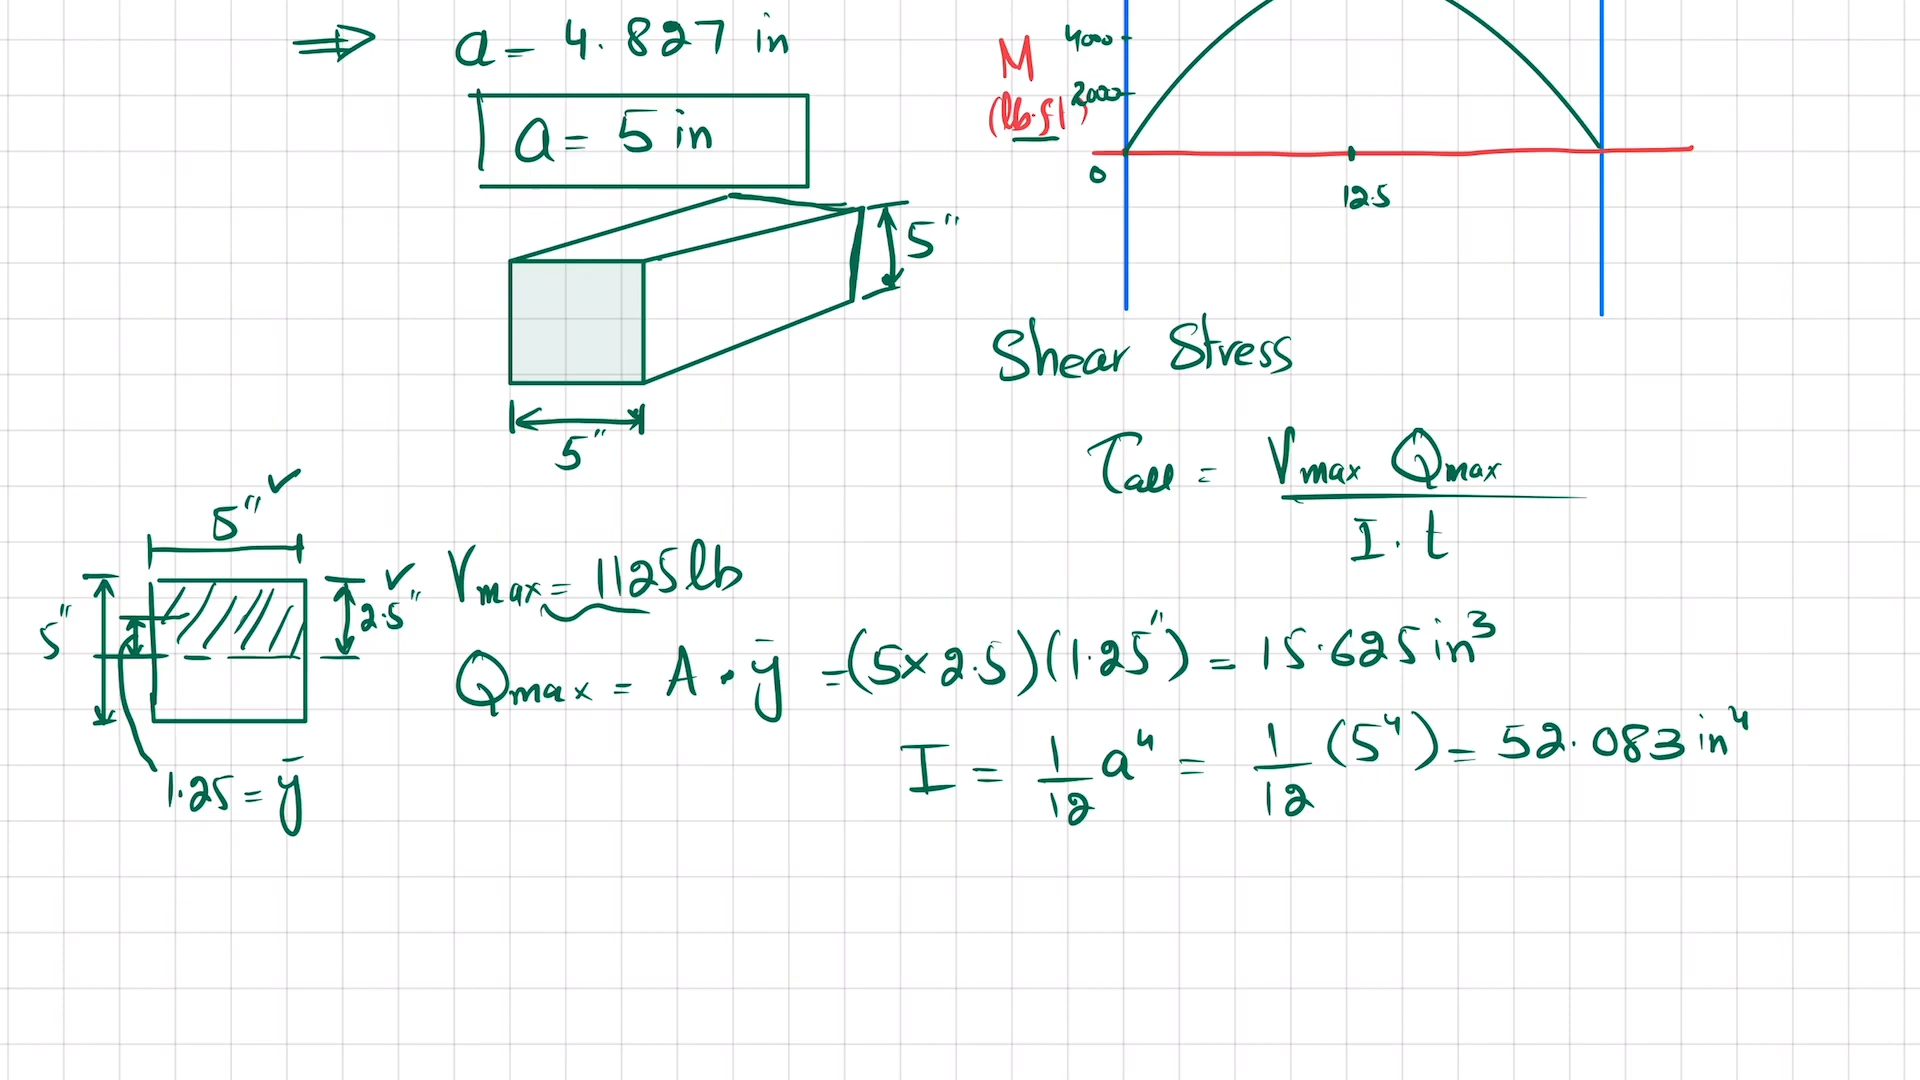 ⇒ a = 4.827 in
a = 5 in
5"
5"
M
(lb.ft)
4000
2000
0
12.5
Shear Stress
τall = Vmax Qmax / I . t
5" ✓
5"
✓
2.5"
1.25 = ȳ
Vmax = 1125 lb
Qmax = A • ȳ = (5 x 2.5)(1.25") = 15.625 in³
I = 1/12 a⁴ = 1/12 (5⁴) = 52.083 in⁴